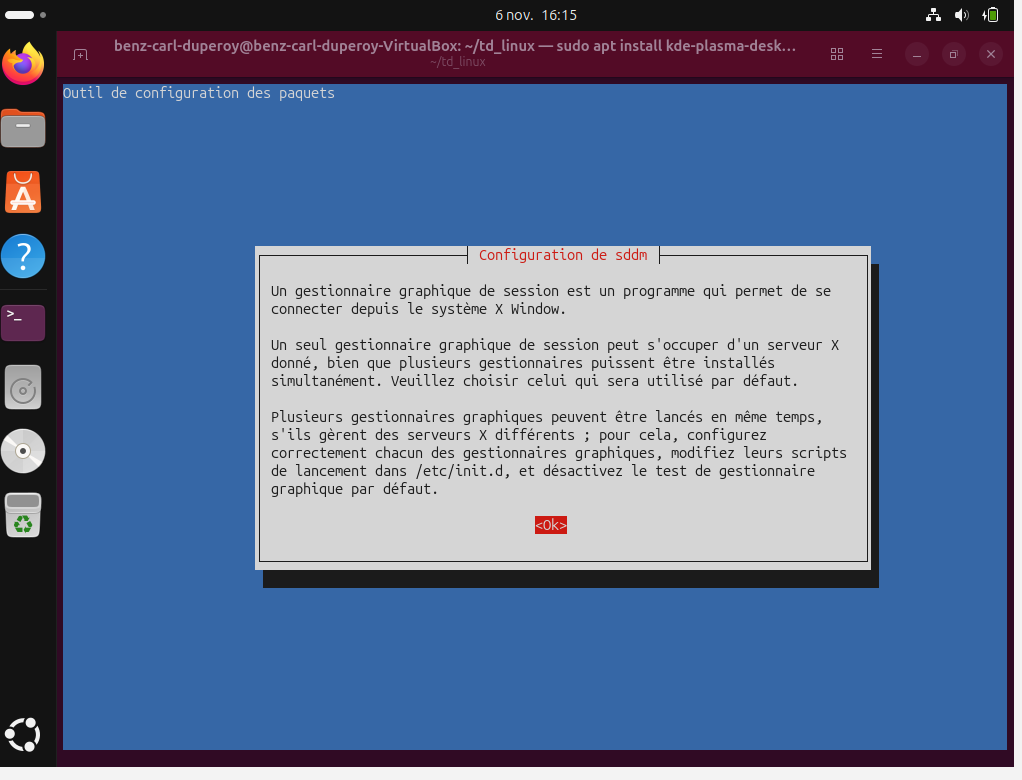 6 nov. 16:15
benz-carl-duperoy@benz-carl-duperoy-VirtualBox: ~/td_linux — sudo apt install kde-plasma-desk…
~/td_linux
Outil de configuration des paquets
Configuration de sddm
Un gestionnaire graphique de session est un programme qui permet de se
connecter depuis le système X Window.
Un seul gestionnaire graphique de session peut s'occuper d'un serveur X
donné, bien que plusieurs gestionnaires puissent être installés
simultanément. Veuillez choisir celui qui sera utilisé par défaut.
Plusieurs gestionnaires graphiques peuvent être lancés en même temps,
s'ils gèrent des serveurs X différents ; pour cela, configurez
correctement chacun des gestionnaires graphiques, modifiez leurs scripts
de lancement dans /etc/init.d, et désactivez le test de gestionnaire
graphique par défaut.
<Ok>